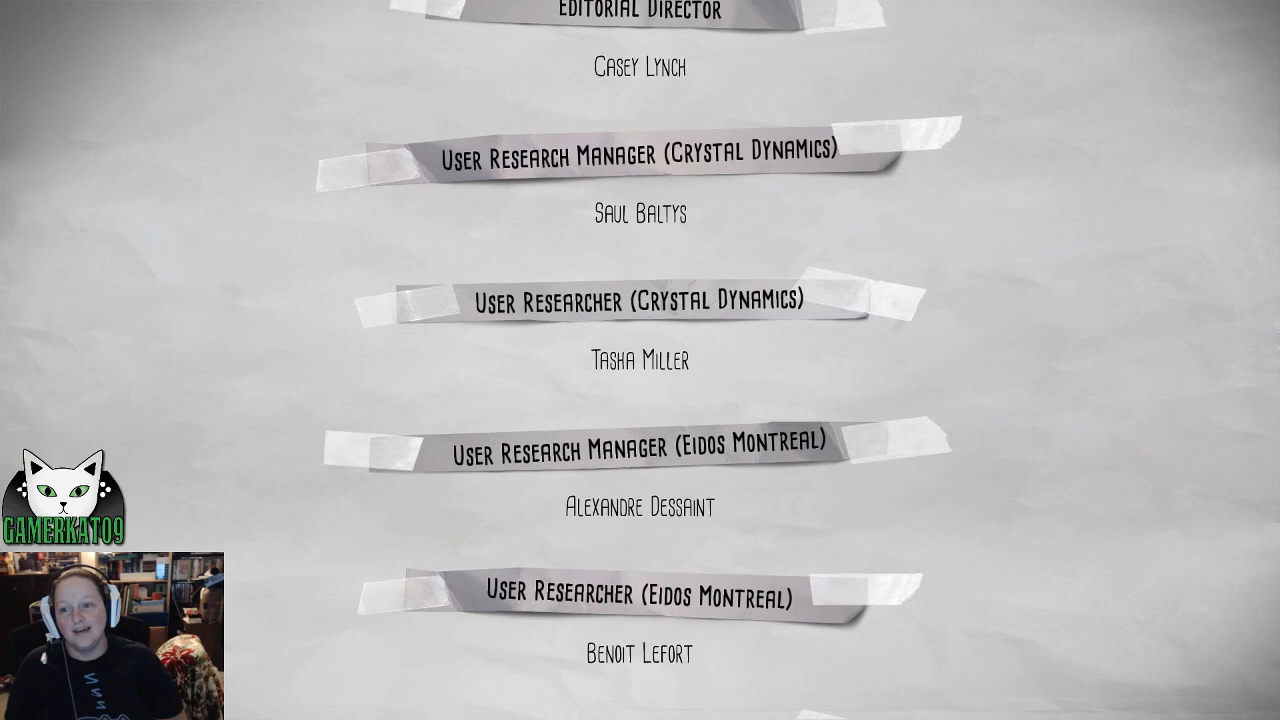 EDITORIAL DIRECTOR
CASEY LYNCH
USER RESEARCH MANAGER (CRYSTAL DYNAMICS)
SAUL BALTYS
USER RESEARCHER (CRYSTAL DYNAMICS)
TASHA MILLER
USER RESEARCH MANAGER (EIDOS MONTREAL)
ALEXANDRE DESSAINT
USER RESEARCHER (EIDOS MONTREAL)
BENOIT LEFORT
GAMERKAT09